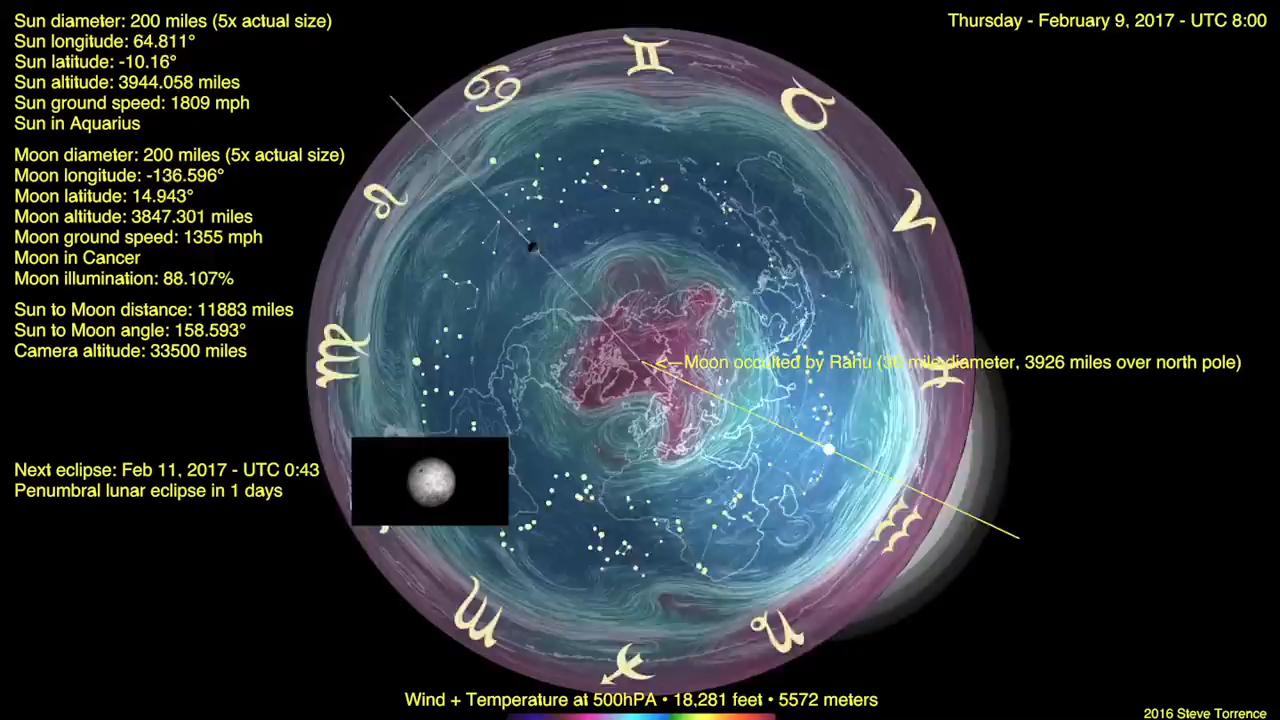 Sun diameter: 200 miles (5x actual size)
Sun longitude: 64.811°
Sun latitude: -10.16°
Sun altitude: 3944.058 miles
Sun ground speed: 1809 mph
Sun in Aquarius
Thursday - February 9, 2017 - UTC 8:00
Moon diameter: 200 miles (5x actual size)
Moon longitude: -136.596°
Moon latitude: 14.943°
Moon altitude: 3847.301 miles
Moon ground speed: 1355 mph
Moon in Cancer
Moon illumination: 88.107%
Sun to Moon distance: 11883 miles
Sun to Moon angle: 158.593°
Camera altitude: 33500 miles
<—Moon occulted by Rahu (30 mile diameter, 3926 miles over north pole)
Next eclipse: Feb 11, 2017 - UTC 0:43
Penumbral lunar eclipse in 1 days
Wind + Temperature at 500hPA • 18,281 feet • 5572 meters
2016 Steve Torrence